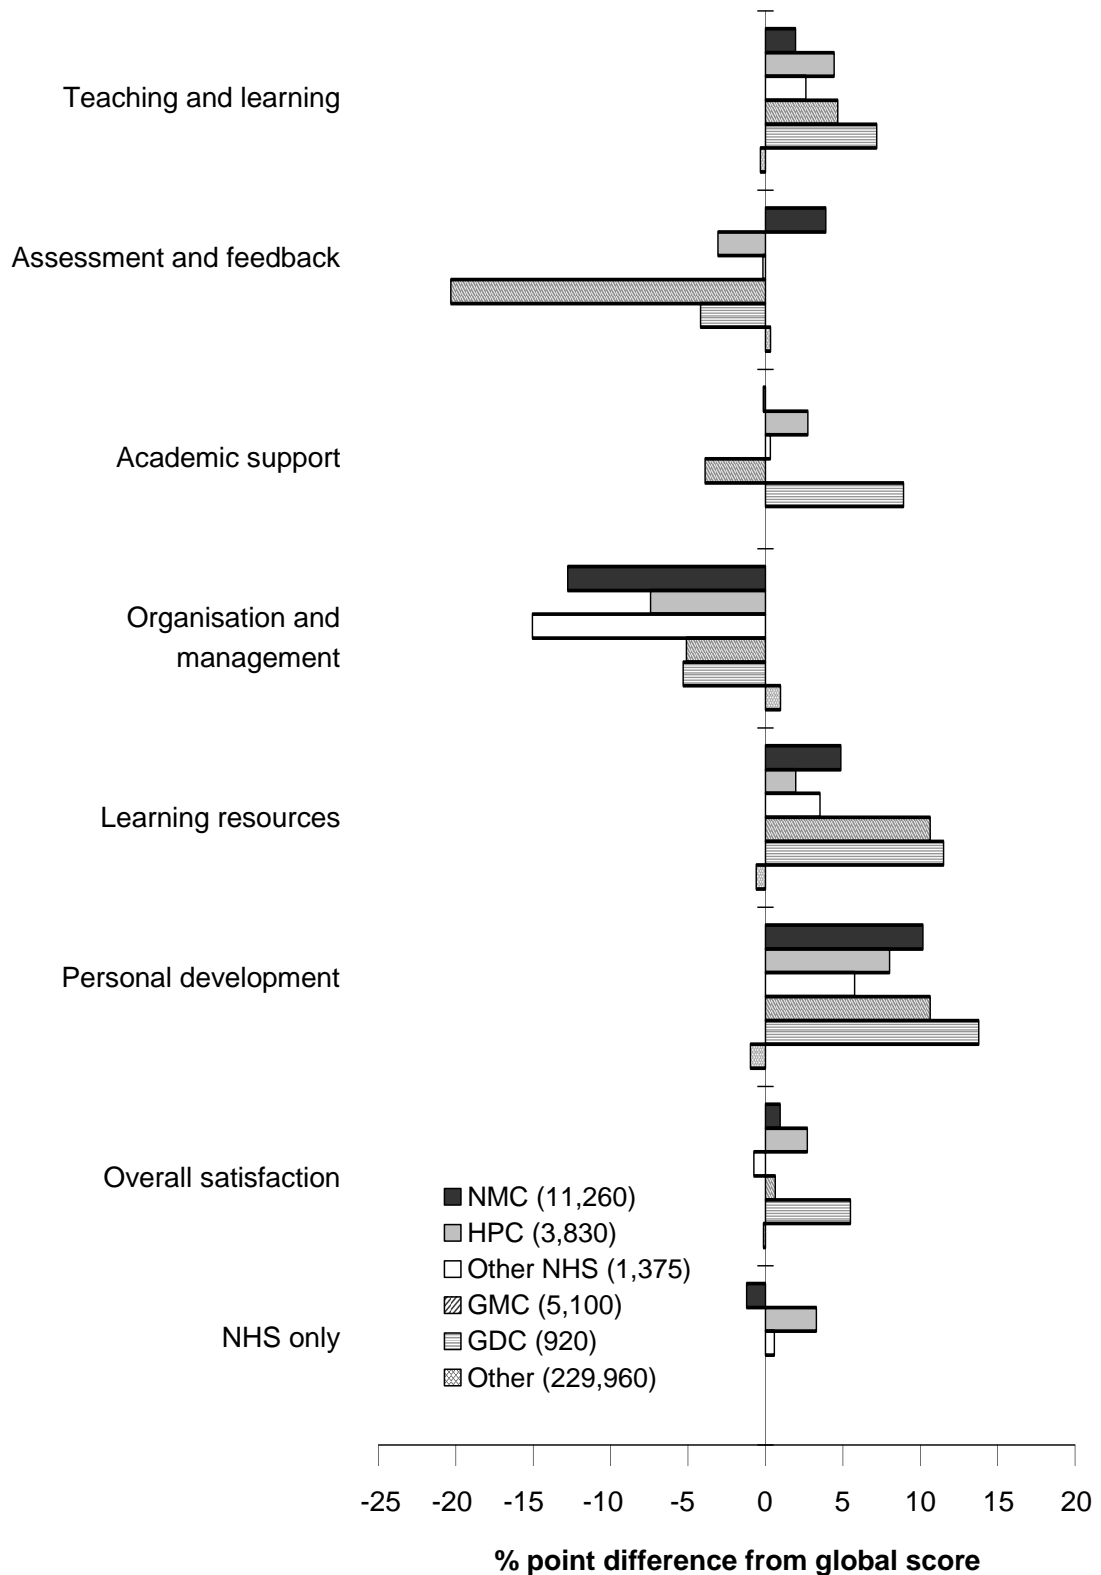 Teaching and learning
Assessment and feedback
Academic support
Organisation and
management
Learning resources
Personal development
Overall satisfaction
NHS only
NMC (11,260)
HPC (3,830)
Other NHS (1,375)
GMC (5,100)
GDC (920)
Other (229,960)
-25 -20 -15 -10 -5 0 5 10 15 20
% point difference from global score